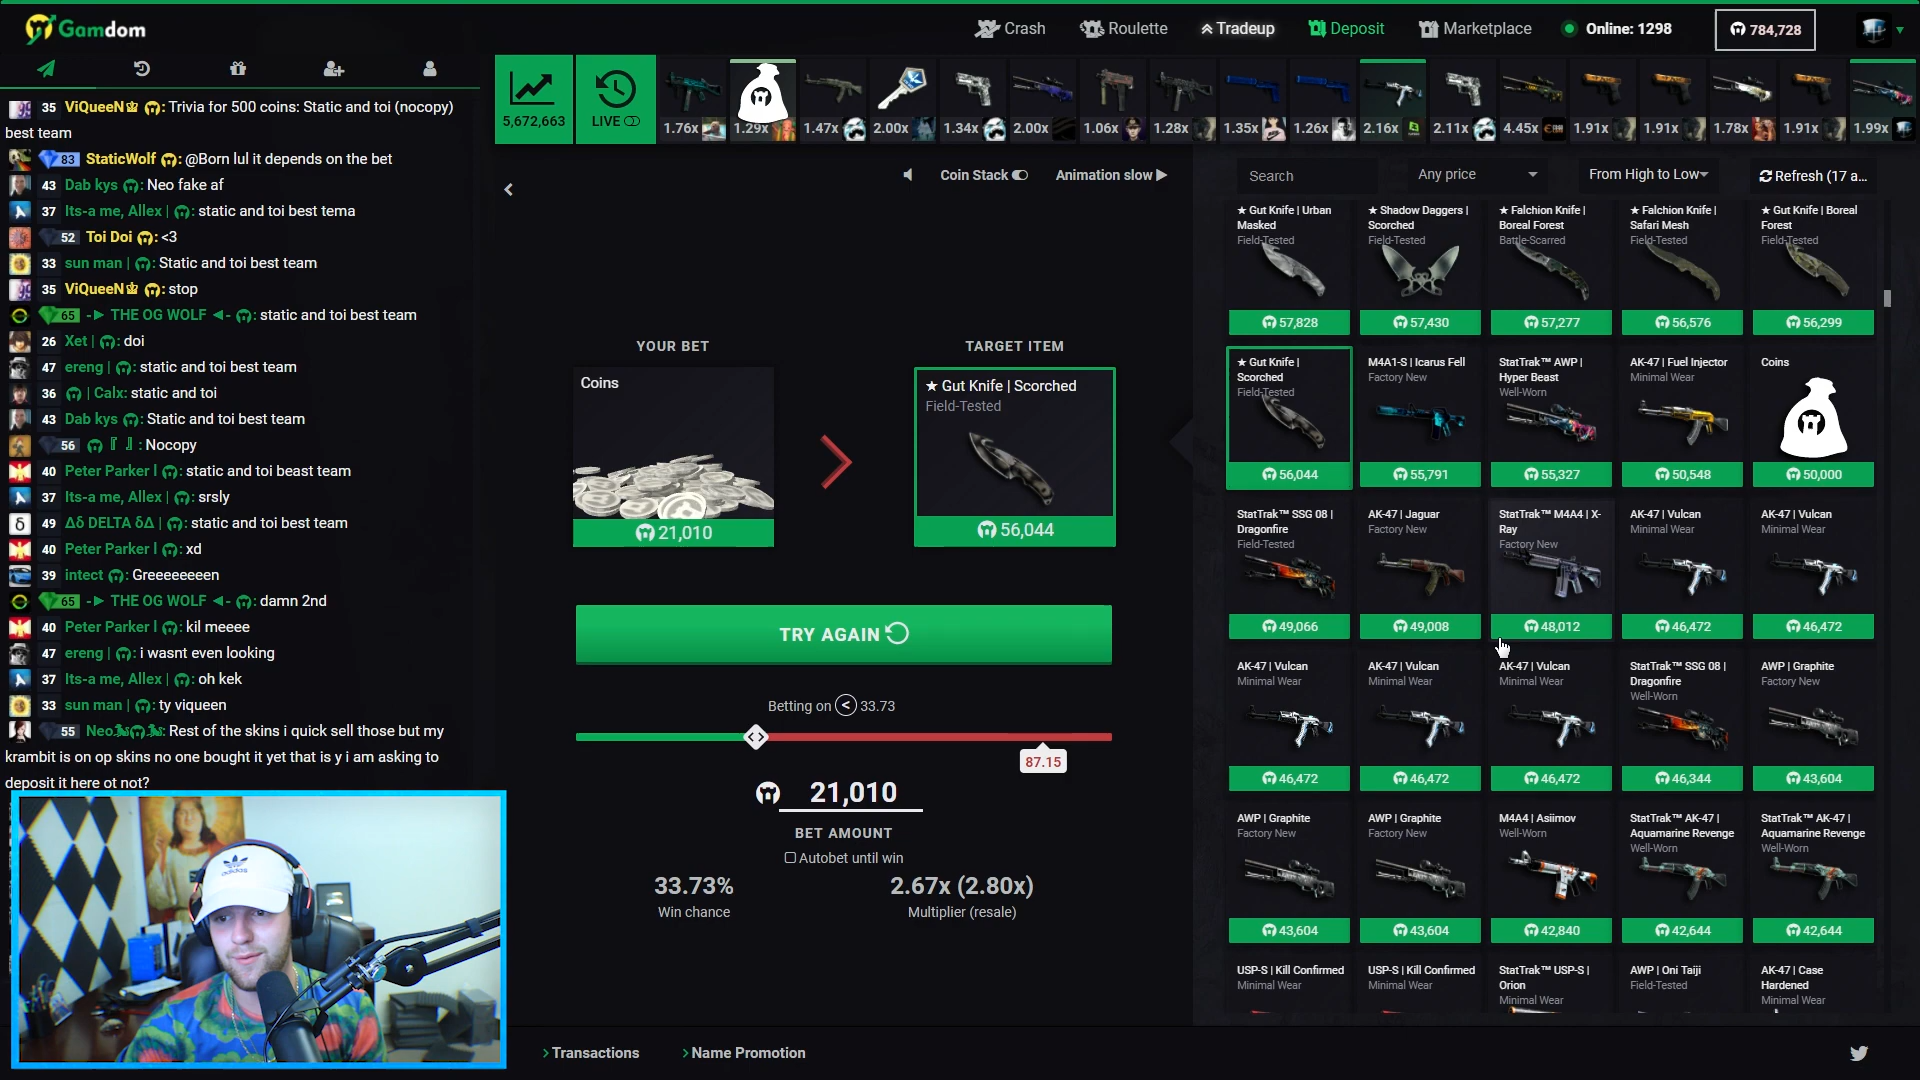 Gamdom
Crash
Roulette
Tradeup
Deposit
Marketplace
Online: 1298
784,728
5,672,663
LIVE
1.76x
1.29x
1.47x
2.00x
1.34x
2.00x
1.06x
1.28x
1.35x
1.26x
2.16x
2.11x
4.45x
1.91x
1.91x
1.78x
1.91x
1.99x
35 ViQueeN : Trivia for 500 coins: Static and toi (nocopy)
best team
83 StaticWolf : @Born lul it depends on the bet
43 Dab kys : Neo fake af
37 Its-a me, Allex | : static and toi best tema
52 Toi Doi : <3
33 sun man | : Static and toi best team
35 ViQueeN : stop
65 -► THE OG WOLF ◄- : static and toi best team
26 Xet | : doi
47 ereng | : static and toi best team
36 | Calx: static and toi
43 Dab kys : Static and toi best team
56 『 』: Nocopy
40 Peter Parker l : static and toi beast team
37 Its-a me, Allex | : srsly
49 Δδ DELTA δΔ | : static and toi best team
40 Peter Parker l : xd
39 intect : Greeeeeeeen
65 -► THE OG WOLF ◄- : damn 2nd
40 Peter Parker l : kil meeee
47 ereng | : i wasnt even looking
37 Its-a me, Allex | : oh kek
33 sun man | : ty viqueen
55 Neo : Rest of the skins i quick sell those but my
krambit is on op skins no one bought it yet that is y i am asking to
deposit it here ot not?
Coin Stack
Animation slow
YOUR BET
TARGET ITEM
Coins
21,010
★ Gut Knife | Scorched
Field-Tested
56,044
TRY AGAIN
Betting on < 33.73
87.15
21,010
BET AMOUNT
Autobet until win
33.73%
Win chance
2.67x (2.80x)
Multiplier (resale)
Transactions
Name Promotion
Search
Any price
From High to Low
Refresh (17 a...
★ Gut Knife | Urban
Masked
Field-Tested
57,828
★ Shadow Daggers |
Scorched
Field-Tested
57,430
★ Falchion Knife |
Boreal Forest
Battle-Scarred
57,277
★ Falchion Knife |
Safari Mesh
Field-Tested
56,576
★ Gut Knife | Boreal
Forest
Field-Tested
56,299
★ Gut Knife |
Scorched
Field-Tested
56,044
M4A1-S | Icarus Fell
Factory New
55,791
StatTrak™ AWP |
Hyper Beast
Well-Worn
55,327
AK-47 | Fuel Injector
Minimal Wear
50,548
Coins
50,000
StatTrak™ SSG 08 |
Dragonfire
Field-Tested
49,066
AK-47 | Jaguar
Factory New
49,008
StatTrak™ M4A4 | X-
Ray
Factory New
48,012
AK-47 | Vulcan
Minimal Wear
46,472
AK-47 | Vulcan
Minimal Wear
46,472
AK-47 | Vulcan
Minimal Wear
46,472
AK-47 | Vulcan
Minimal Wear
46,472
AK-47 | Vulcan
Minimal Wear
46,472
StatTrak™ SSG 08 |
Dragonfire
Well-Worn
46,344
AWP | Graphite
Factory New
43,604
AWP | Graphite
Factory New
43,604
AWP | Graphite
Factory New
43,604
M4A4 | Asiimov
Well-Worn
42,840
StatTrak™ AK-47 |
Aquamarine Revenge
Well-Worn
42,644
StatTrak™ AK-47 |
Aquamarine Revenge
Well-Worn
42,644
USP-S | Kill Confirmed
Minimal Wear
USP-S | Kill Confirmed
Minimal Wear
StatTrak™ USP-S |
Orion
Minimal Wear
AWP | Oni Taiji
Field-Tested
AK-47 | Case
Hardened
Minimal Wear
adidas